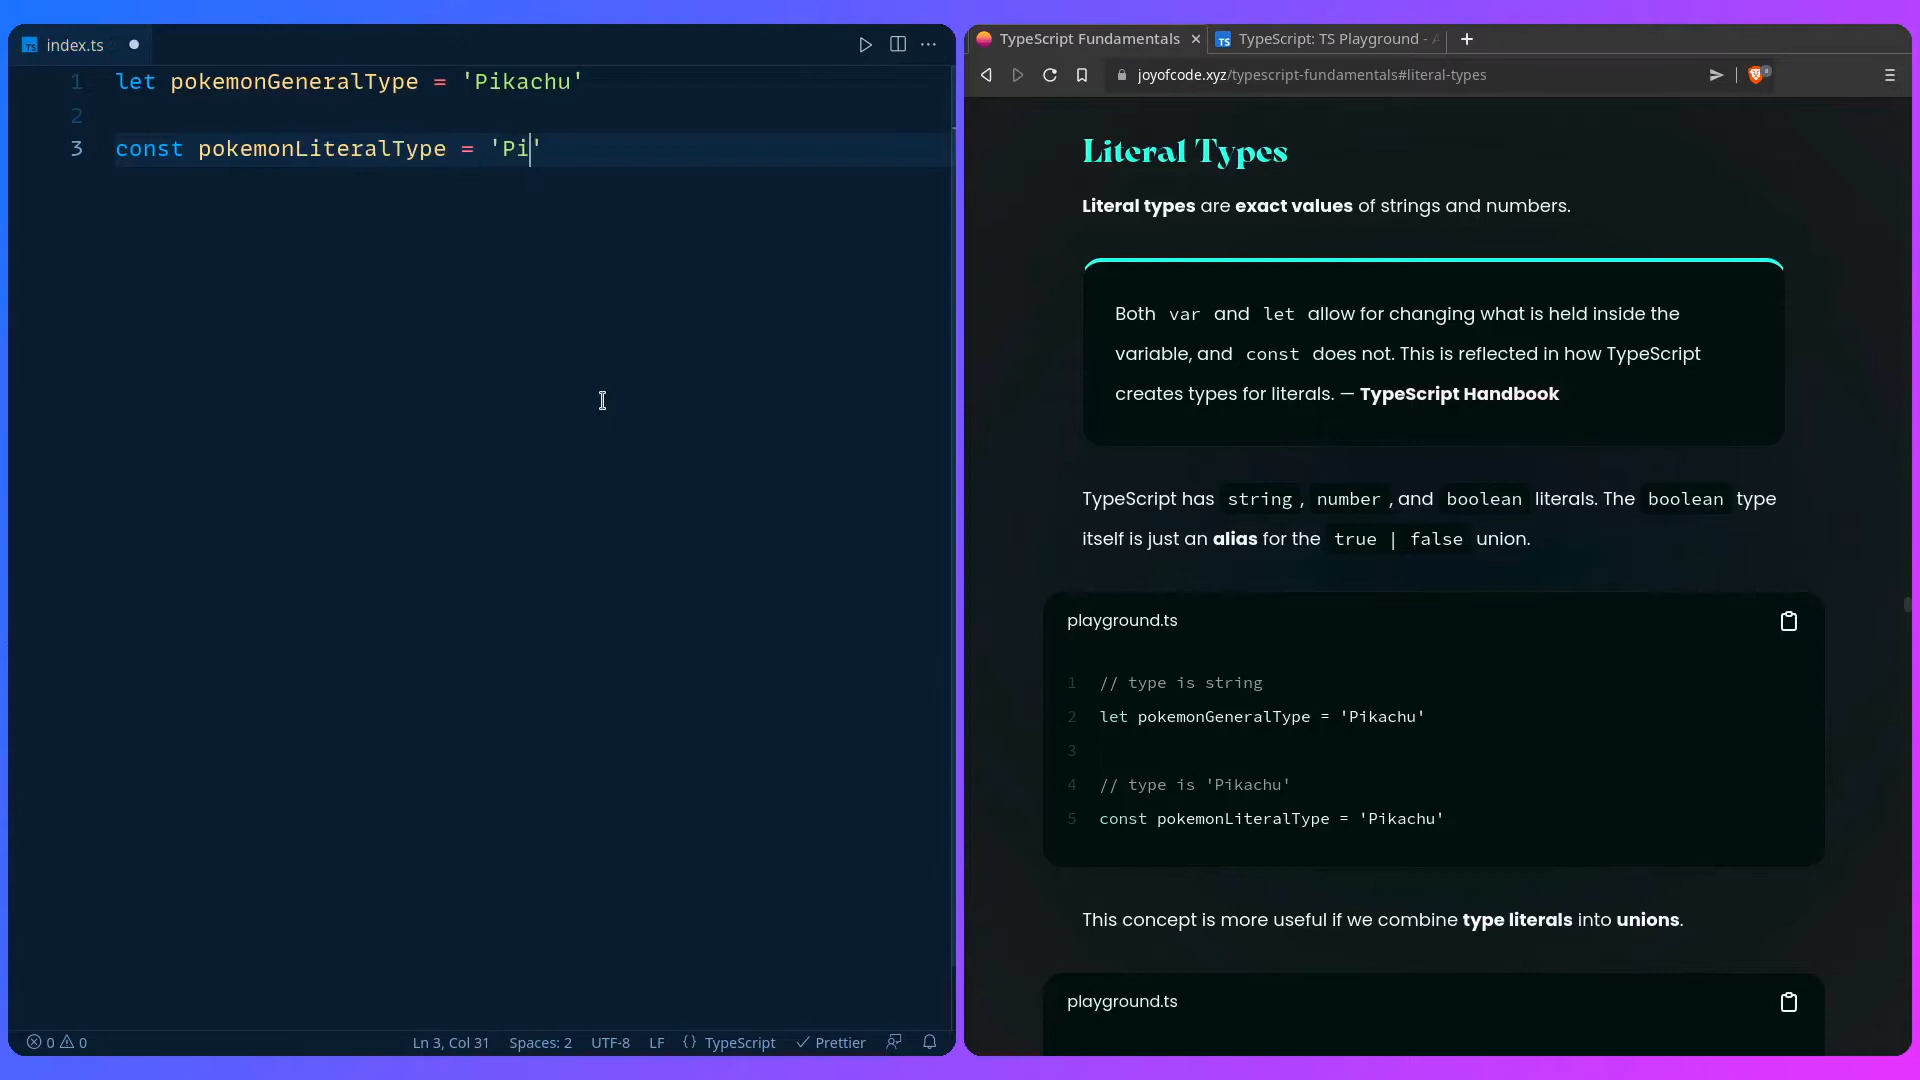 index.ts
1 let pokemonGeneralType = 'Pikachu'
2
3 const pokemonLiteralType = 'Pi'
0 0 Ln 3, Col 31 Spaces: 2 UTF-8 LF {} TypeScript Prettier
TypeScript Fundamentals
TypeScript: TS Playground -
joyofcode.xyz/typescript-fundamentals#literal-types
Literal Types
Literal types are exact values of strings and numbers.
Both var and let allow for changing what is held inside the
variable, and const does not. This is reflected in how TypeScript
creates types for literals. — TypeScript Handbook
TypeScript has string, number, and boolean literals. The boolean type
itself is just an alias for the true | false union.
playground.ts
1 // type is string
2 let pokemonGeneralType = 'Pikachu'
3
4 // type is 'Pikachu'
5 const pokemonLiteralType = 'Pikachu'
This concept is more useful if we combine type literals into unions.
playground.ts